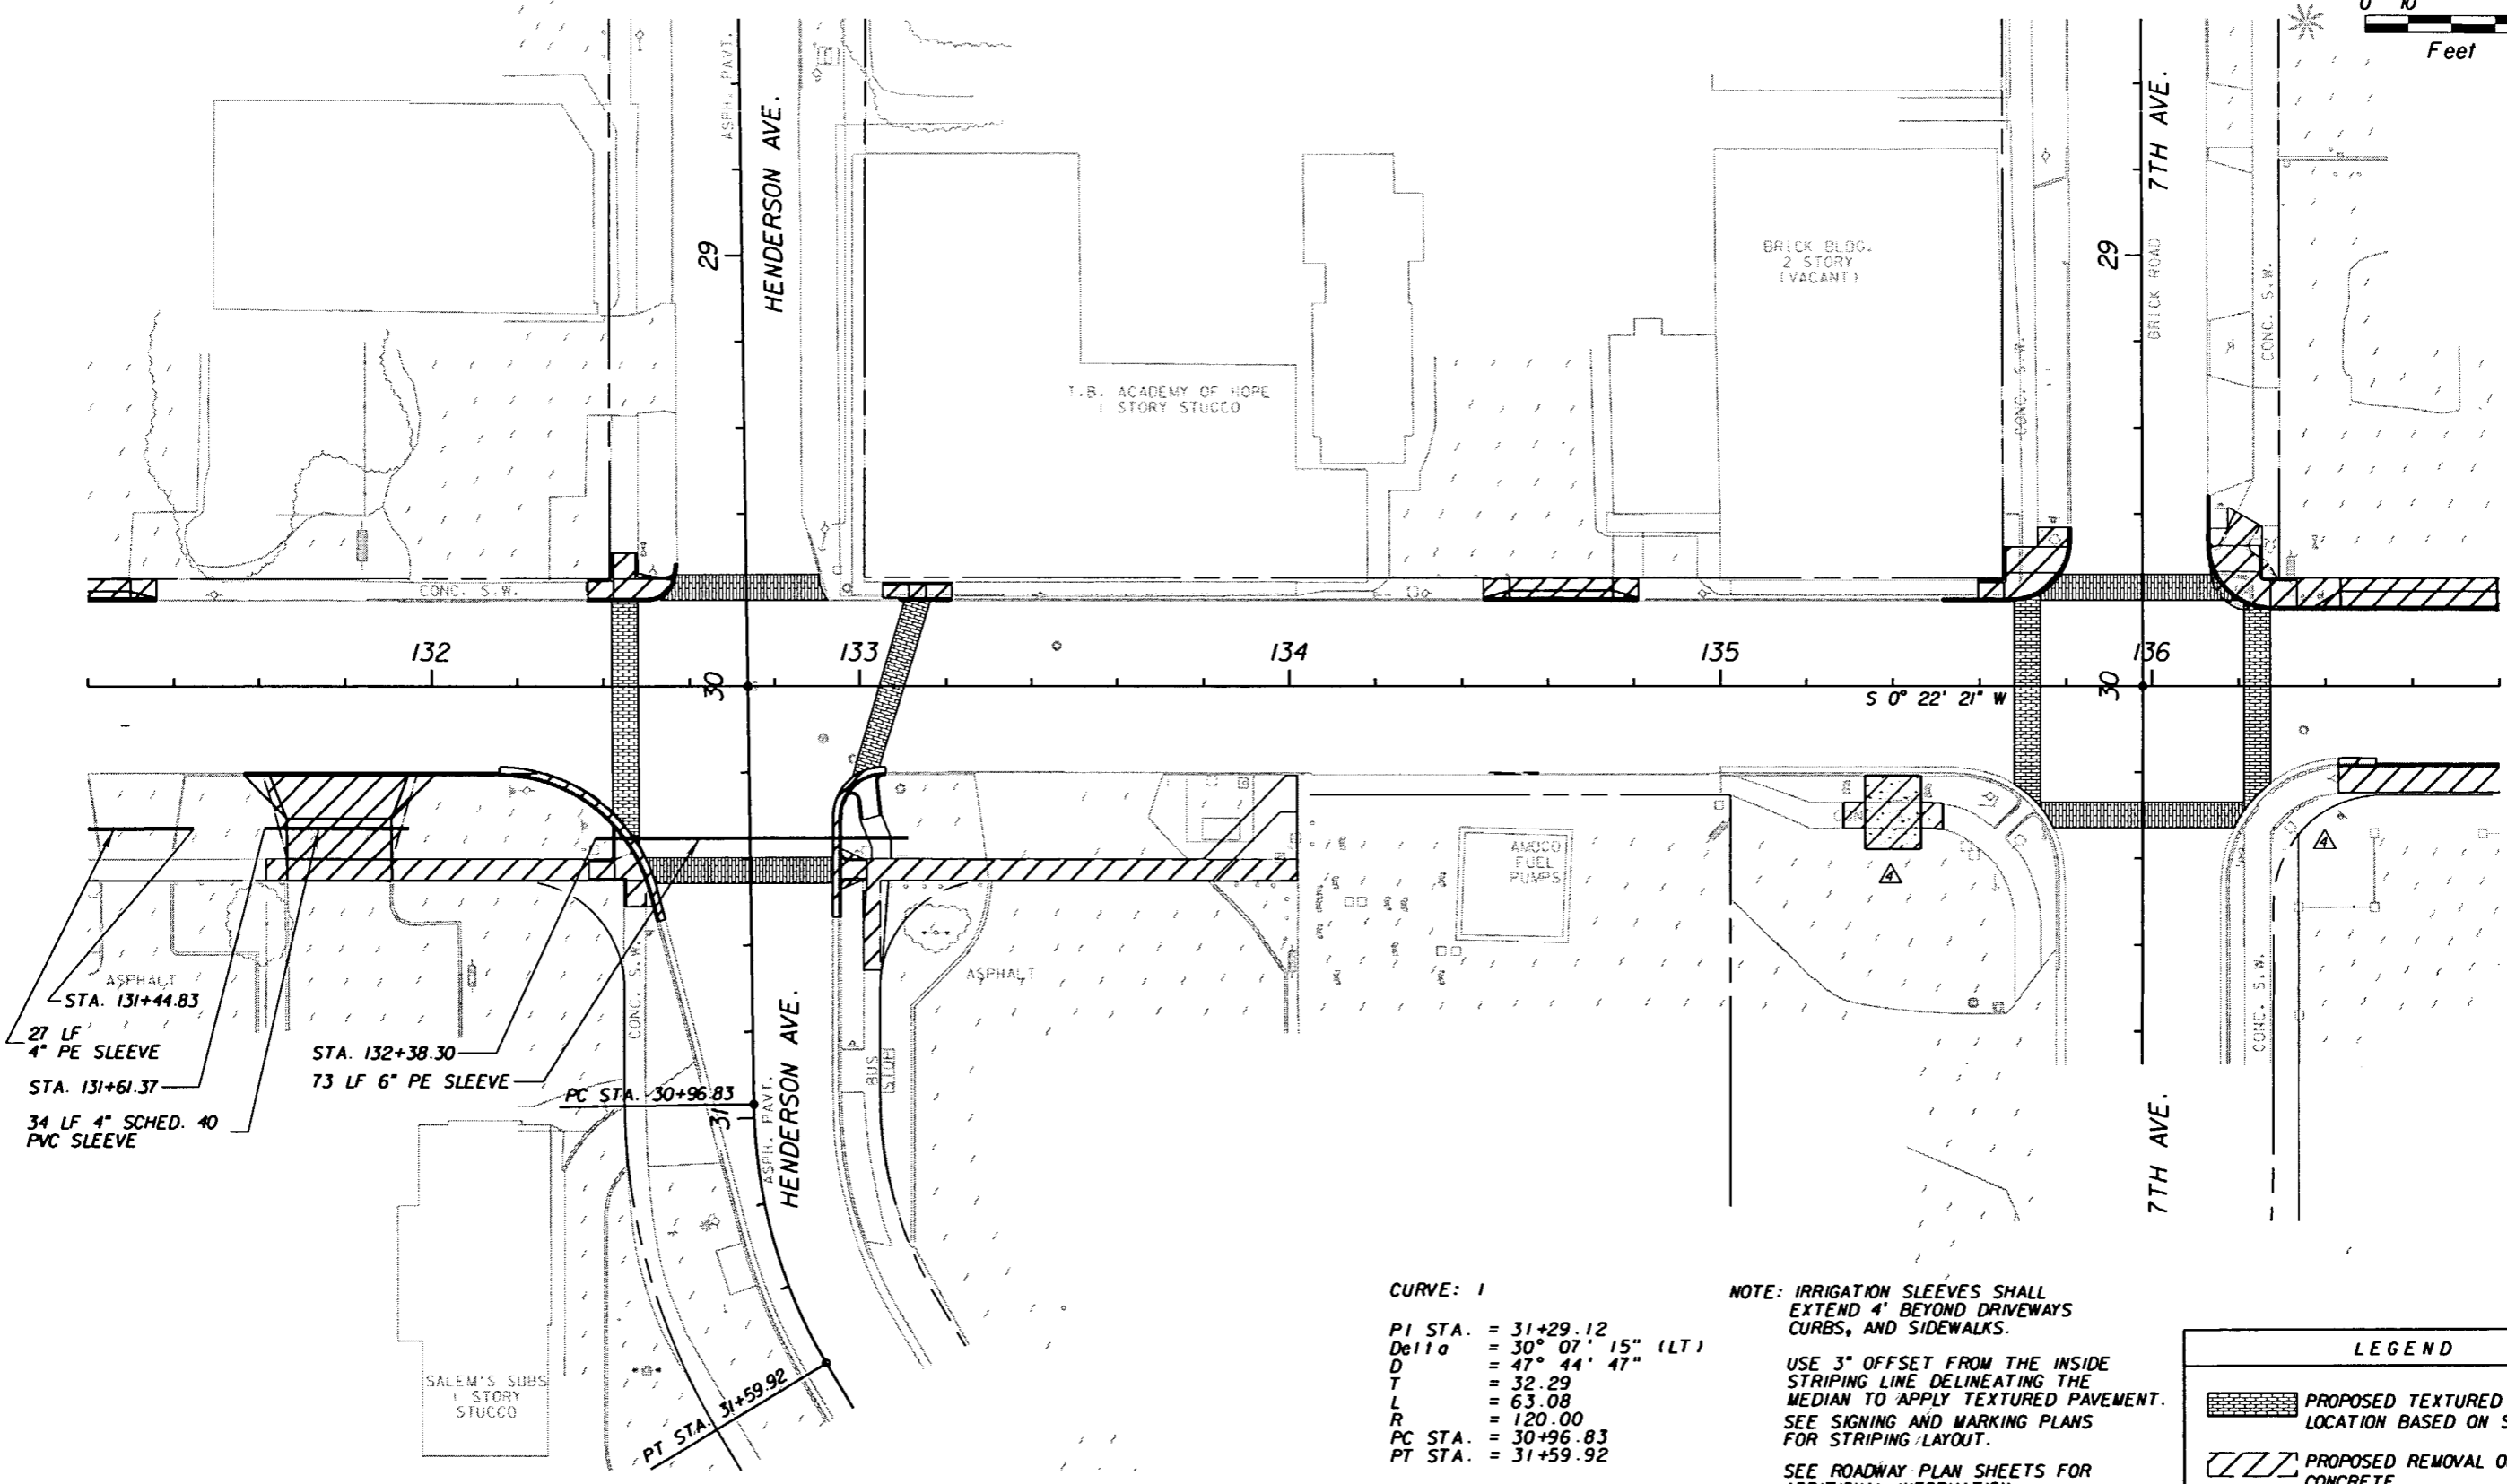 0 10
Feet
ASPH. PAVT.
HENDERSON AVE.
29
7TH AVE.
BRICK ROAD
29
CONC. S.W.
CONC. S.W.
BRICK BLDG.
2 STORY
(VACANT)
T.B. ACADEMY OF HOPE
1 STORY STUCCO
CONC. S.W.
132
133
134
135
136
30
30
S 0° 22' 21" W
AMOCO
FUEL
PUMPS
4
4
ASPHALT
ASPHALT
STA. 131+44.83
27 LF
4" PE SLEEVE
STA. 131+61.37
34 LF 4" SCHED. 40
PVC SLEEVE
STA. 132+38.30
73 LF 6" PE SLEEVE
CONC. S.W.
PC STA. 30+96.83
31
ASPH. PAVT.
HENDERSON AVE.
BUS
STOP
CONC. S.W.
7TH AVE.
SALEM'S SUBS
1 STORY
STUCCO
PT STA. 31+59.92
CURVE: 1
PI STA. = 31+29.12
Delta = 30° 07' 15" (LT)
D = 47° 44' 47"
T = 32.29
L = 63.08
R = 120.00
PC STA. = 30+96.83
PT STA. = 31+59.92
NOTE: IRRIGATION SLEEVES SHALL
EXTEND 4' BEYOND DRIVEWAYS
CURBS, AND SIDEWALKS.
USE 3" OFFSET FROM THE INSIDE
STRIPING LINE DELINEATING THE
MEDIAN TO APPLY TEXTURED PAVEMENT.
SEE SIGNING AND MARKING PLANS
FOR STRIPING LAYOUT.
SEE ROADWAY PLAN SHEETS FOR
LEGEND
PROPOSED TEXTURED
LOCATION BASED ON S
PROPOSED REMOVAL O
CONCRETE